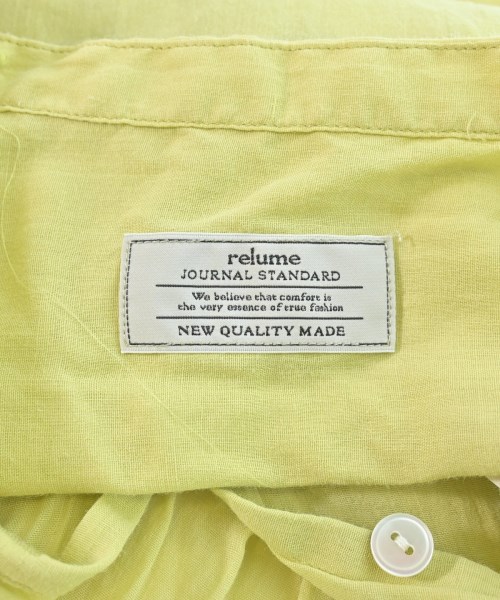 relume
JOURNAL STANDARD
We believe that comfort is
the very essence of true fashion
NEW QUALITY MADE